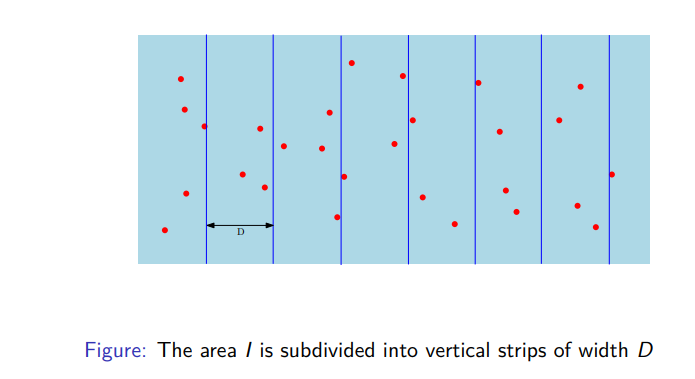 D
Figure: The area I is subdivided into vertical strips of width D